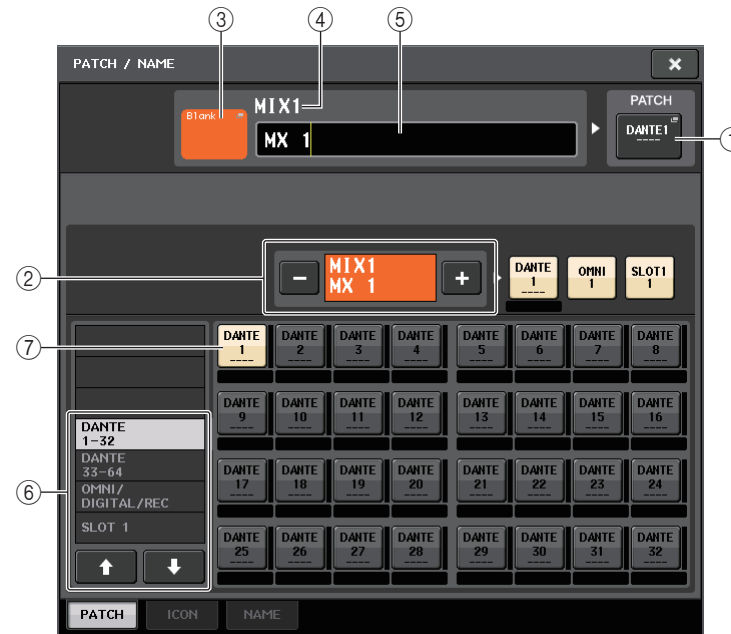 ③ ④ ⑤
PATCH / NAME ×
Blank
MIX1
MX 1
PATCH
DANTE1
----
②
−
MIX1
MX 1
+
DANTE
1
----
OMNI
1
SLOT1
1
⑦
DANTE 1 ----
DANTE 2 ----
DANTE 3 ----
DANTE 4 ----
DANTE 5 ----
DANTE 6 ----
DANTE 7 ----
DANTE 8 ----
DANTE 9 ----
DANTE 10 ----
DANTE 11 ----
DANTE 12 ----
DANTE 13 ----
DANTE 14 ----
DANTE 15 ----
DANTE 16 ----
⑥
DANTE
1-32
DANTE
33-64
OMNI/
DIGITAL/REC
SLOT 1
DANTE 17 ----
DANTE 18 ----
DANTE 19 ----
DANTE 20 ----
DANTE 21 ----
DANTE 22 ----
DANTE 23 ----
DANTE 24 ----
DANTE 25 ----
DANTE 26 ----
DANTE 27 ----
DANTE 28 ----
DANTE 29 ----
DANTE 30 ----
DANTE 31 ----
DANTE 32 ----
PATCH ICON NAME